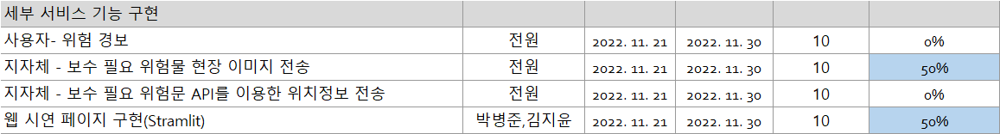 세부 서비스 기능 구현
사용자- 위험 경보 전원 2022. 11. 21 2022. 11. 30 10 0%
지자체 - 보수 필요 위험물 현장 이미지 전송 전원 2022. 11. 21 2022. 11. 30 10 50%
지자체 - 보수 필요 위험문 API를 이용한 위치정보 전송 전원 2022. 11. 21 2022. 11. 30 10 0%
웹 시연 페이지 구현(Stramlit) 박병준,김지윤 2022. 11. 21 2022. 11. 30 10 50%